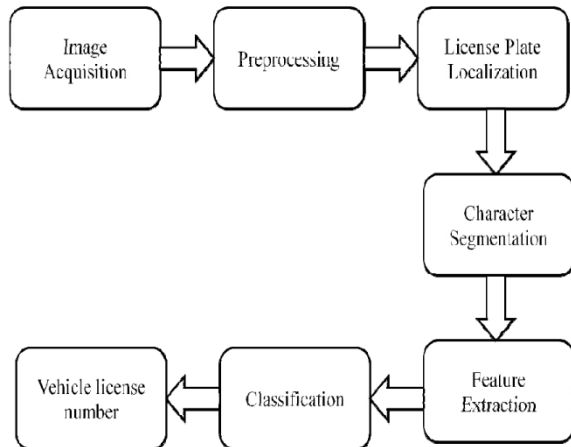 Image
Acquisition
Preprocessing
License Plate
Localization
Character
Segmentation
Feature
Extraction
Classification
Vehicle license
number